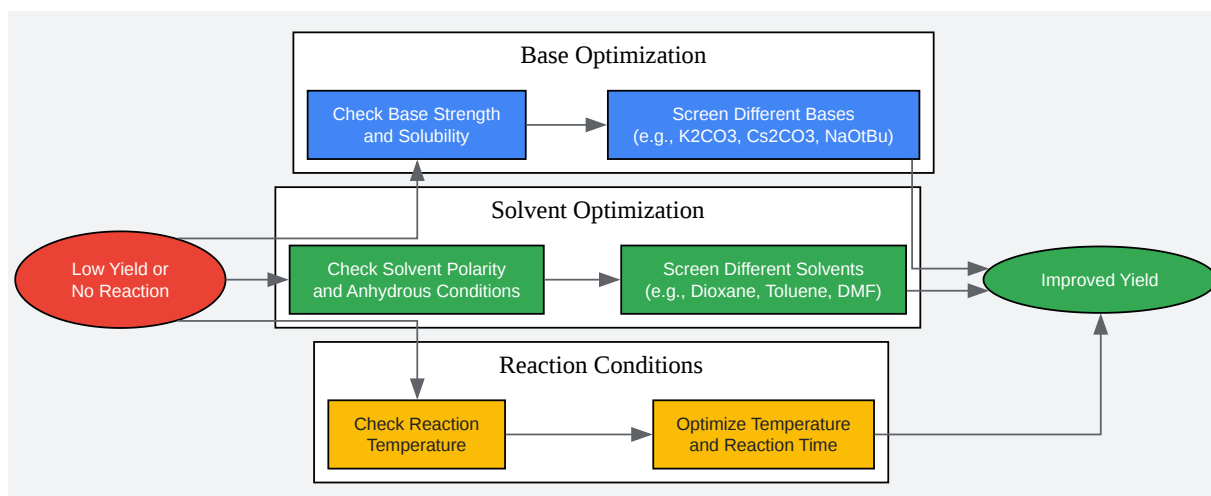 Base Optimization
Check Base Strength
and Solubility
Screen Different Bases
(e.g., K2CO3, Cs2CO3, NaOtBu)
Solvent Optimization
Low Yield or
No Reaction
Check Solvent Polarity
and Anhydrous Conditions
Screen Different Solvents
(e.g., Dioxane, Toluene, DMF)
Improved Yield
Reaction Conditions
Check Reaction
Temperature
Optimize Temperature
and Reaction Time